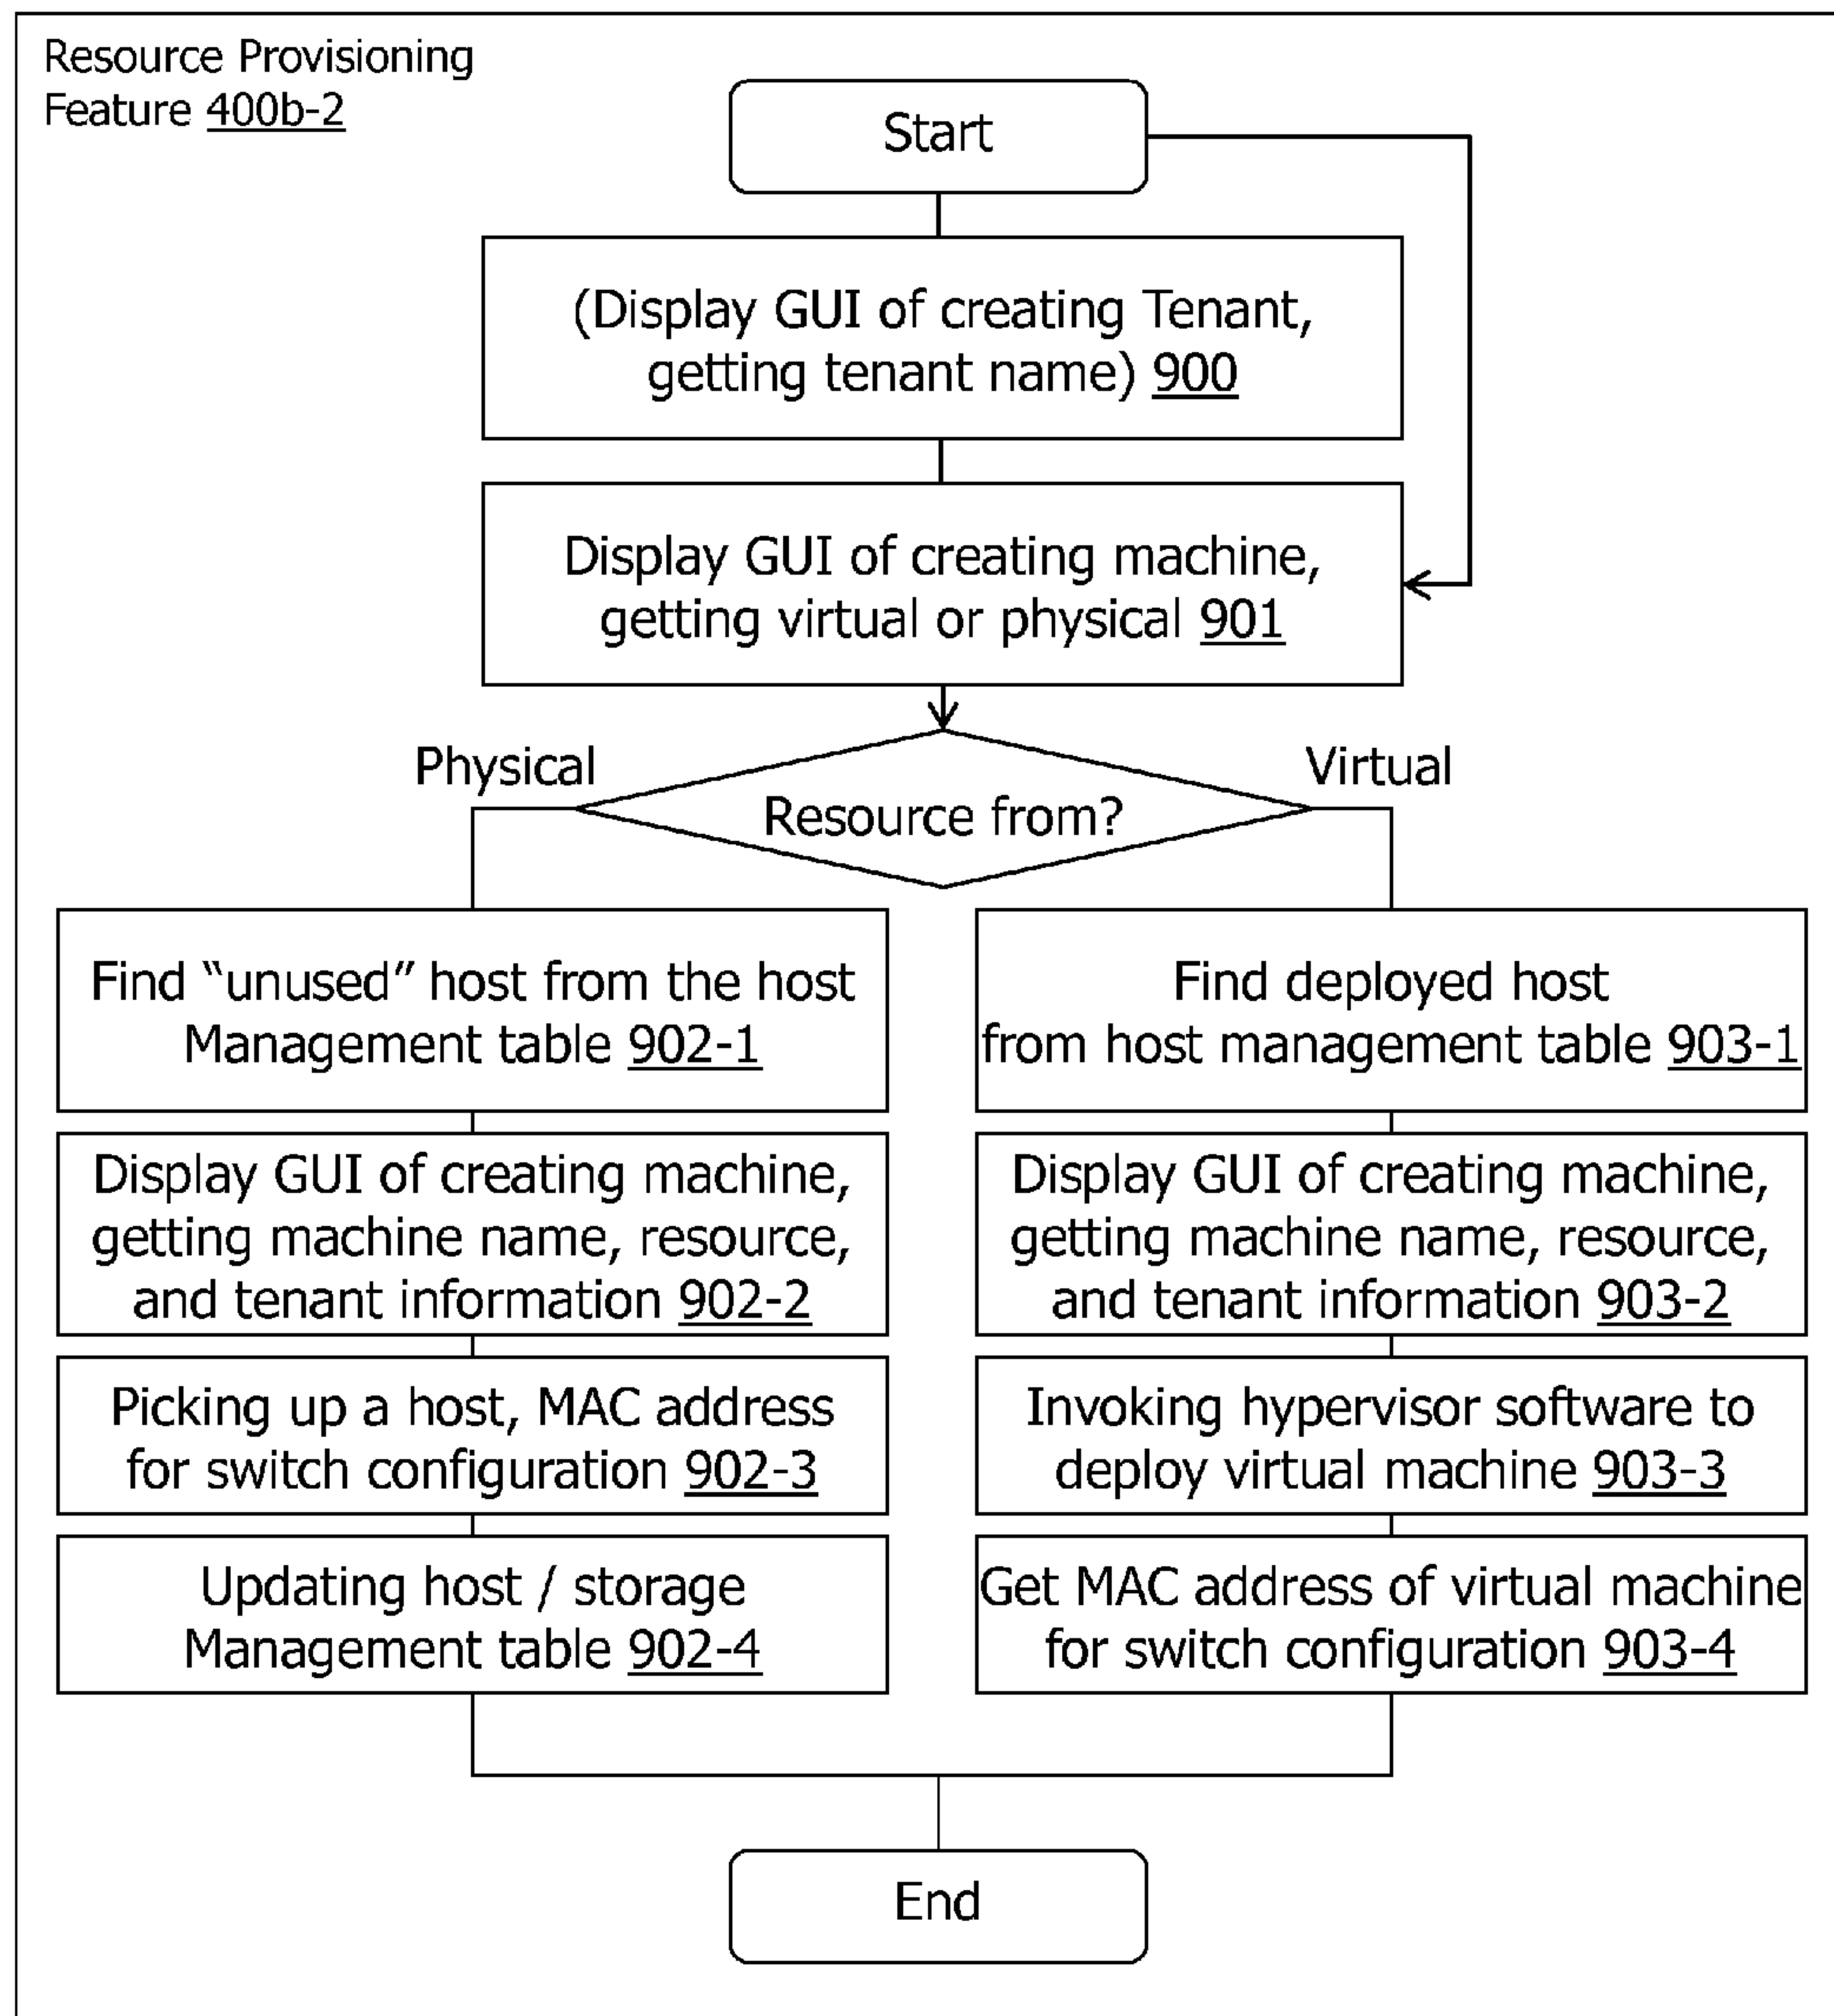 Resource Provisioning
Feature 400b-2
Start
(Display GUI of creating Tenant,
getting tenant name) 900
Display GUI of creating machine,
getting virtual or physical 901
Physical
Virtual
Resource from?
Find “unused” host from the host
Management table 902-1
Display GUI of creating machine,
getting machine name, resource,
and tenant information 902-2
Picking up a host, MAC address
for switch configuration 902-3
Updating host / storage
Management table 902-4
Find deployed host
from host management table 903-1
Display GUI of creating machine,
getting machine name, resource,
and tenant information 903-2
Invoking hypervisor software to
deploy virtual machine 903-3
Get MAC address of virtual machine
for switch configuration 903-4
End